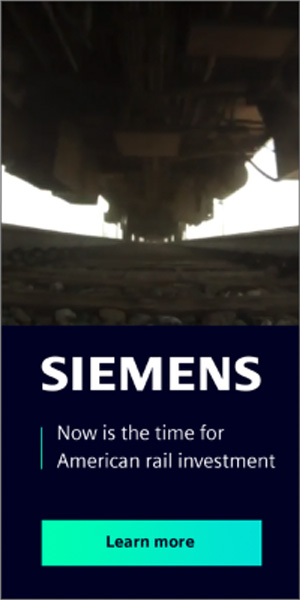 SIEMENS
Now is the time for
American rail investment
Learn more